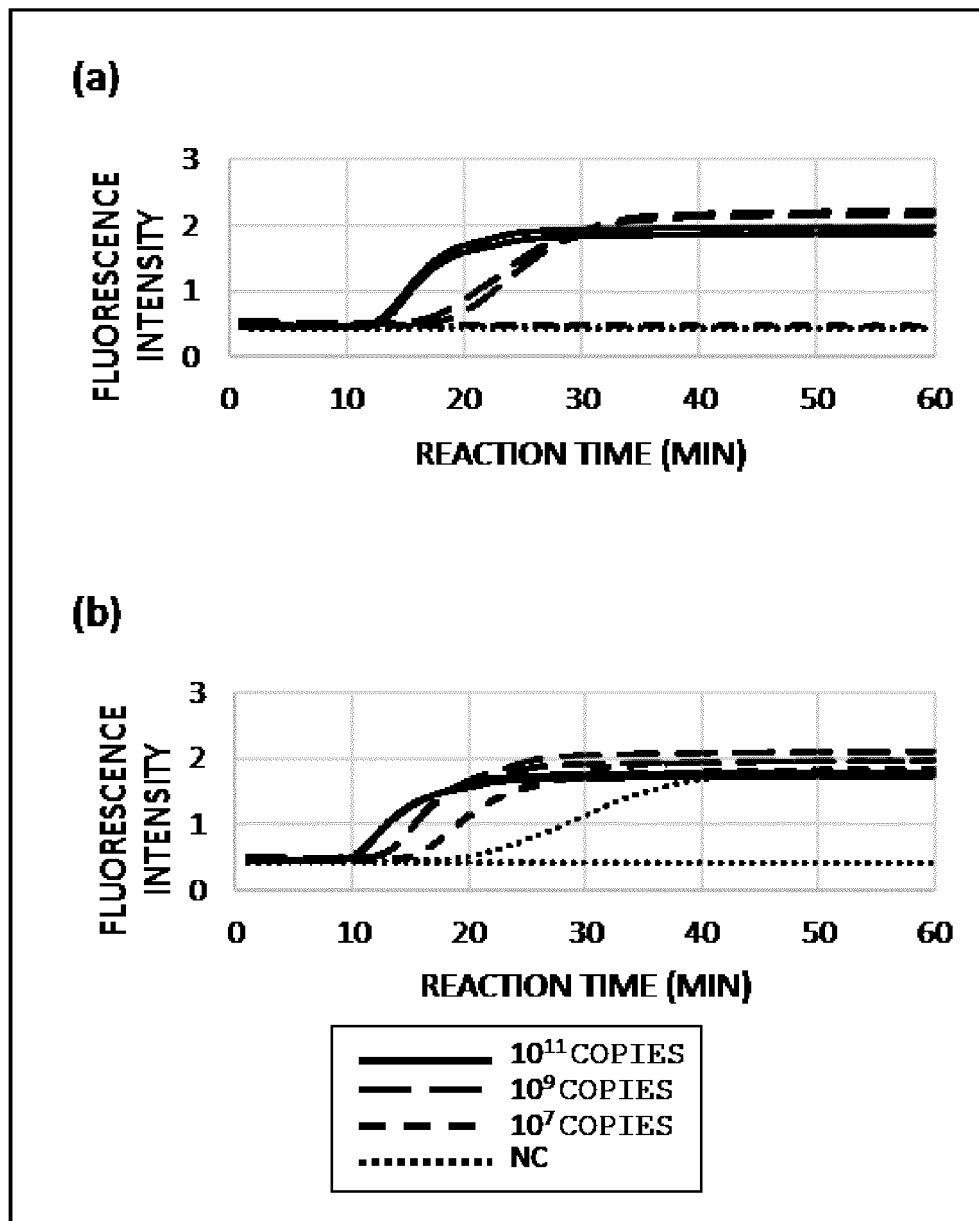 (a)
FLUORESCENCE
INTENSITY
3
2
1
0
0 10 20 30 40 50 60
REACTION TIME (MIN)
(b)
FLUORESCENCE
INTENSITY
3
2
1
0
0 10 20 30 40 50 60
REACTION TIME (MIN)
10¹¹ COPIES
10⁹ COPIES
10⁷ COPIES
NC